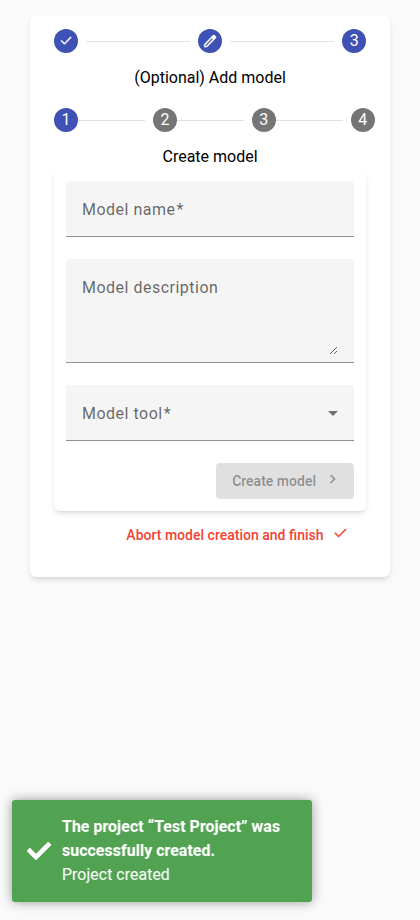 3
(Optional) Add model
1 2 3 4
Create model
Model name*
Model description
Model tool*
Create model
Abort model creation and finish
The project “Test Project” was
successfully created.
Project created